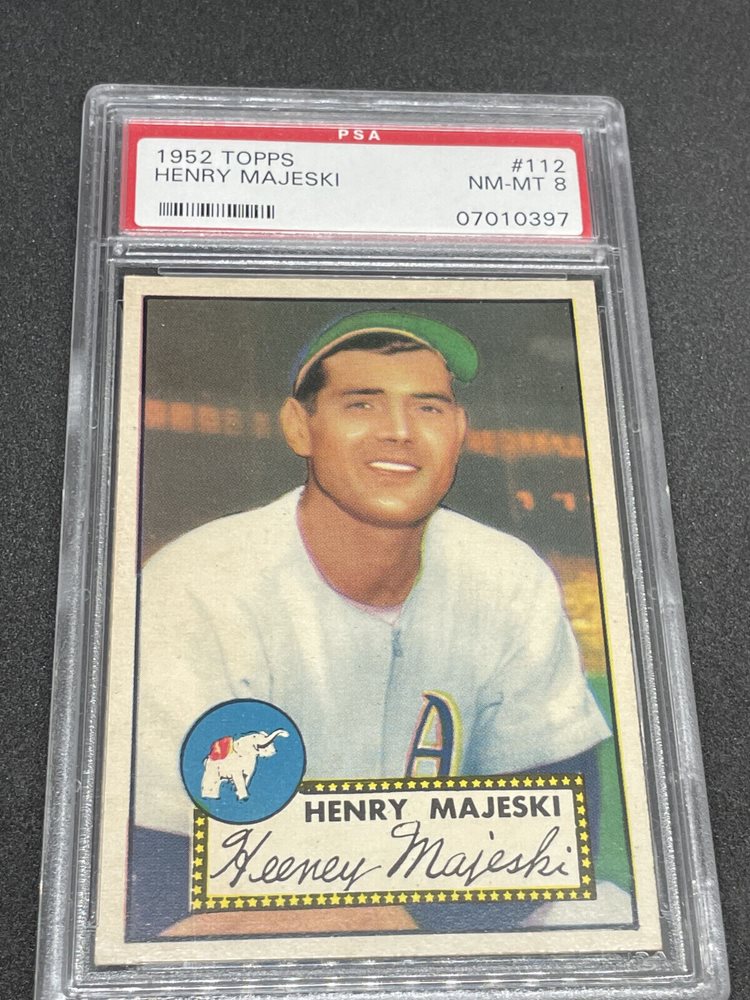 PSA
1952 TOPPS #112
HENRY MAJESKI NM-MT 8
07010397
A
HENRY MAJESKI
Heeney Majeski